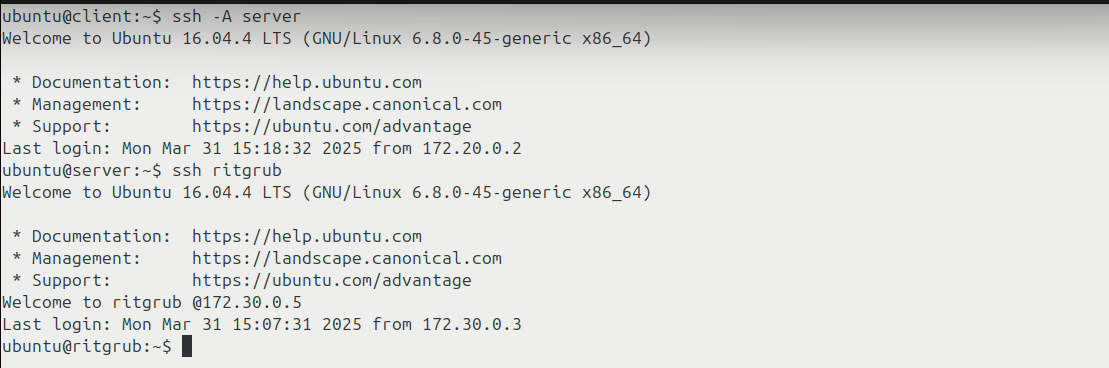 ubuntu@client:~$ ssh -A server
Welcome to Ubuntu 16.04.4 LTS (GNU/Linux 6.8.0-45-generic x86_64)
 * Documentation:  https://help.ubuntu.com
 * Management:     https://landscape.canonical.com
 * Support:        https://ubuntu.com/advantage
Last login: Mon Mar 31 15:18:32 2025 from 172.20.0.2
ubuntu@server:~$ ssh ritgrub
Welcome to Ubuntu 16.04.4 LTS (GNU/Linux 6.8.0-45-generic x86_64)
 * Documentation:  https://help.ubuntu.com
 * Management:     https://landscape.canonical.com
 * Support:        https://ubuntu.com/advantage
Welcome to ritgrub @172.30.0.5
Last login: Mon Mar 31 15:07:31 2025 from 172.30.0.3
ubuntu@ritgrub:~$